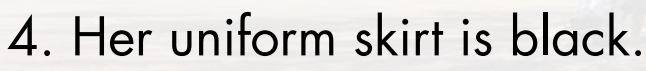 4. Her uniform skirt is black.